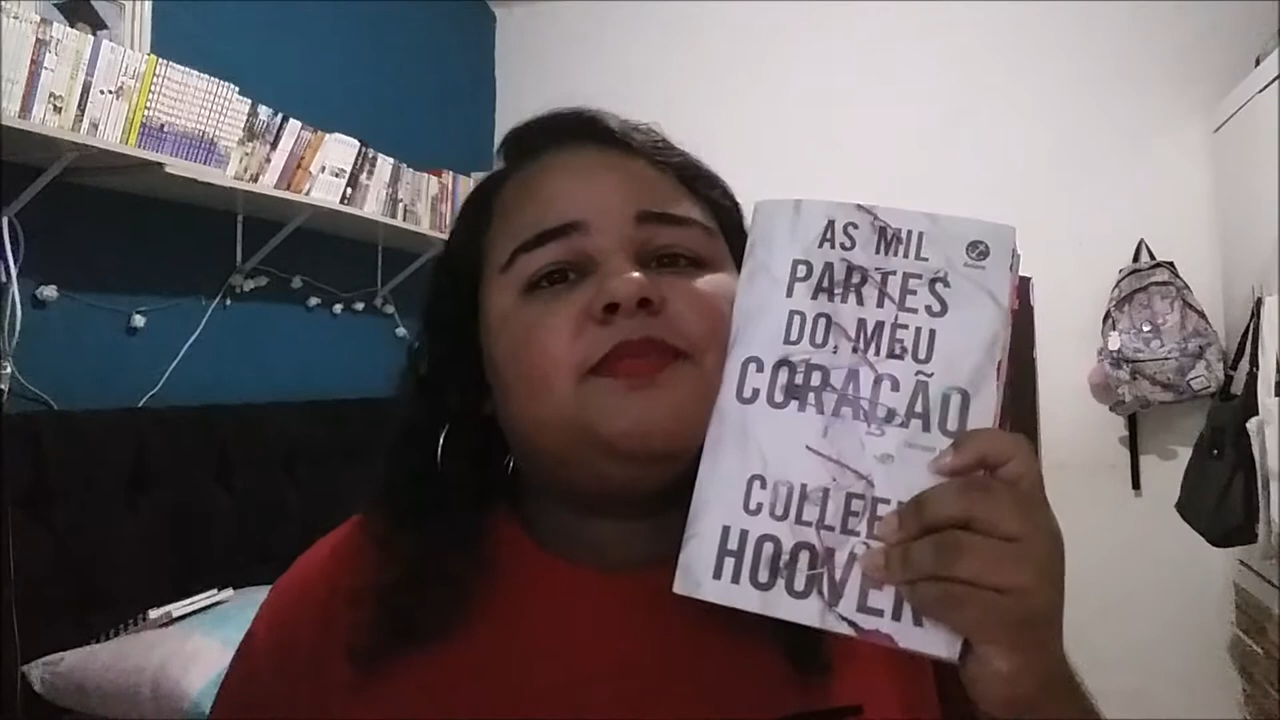 AS MIL
PARTES
DO MEU
CORAÇÃO
COLLEEN
HOOVER